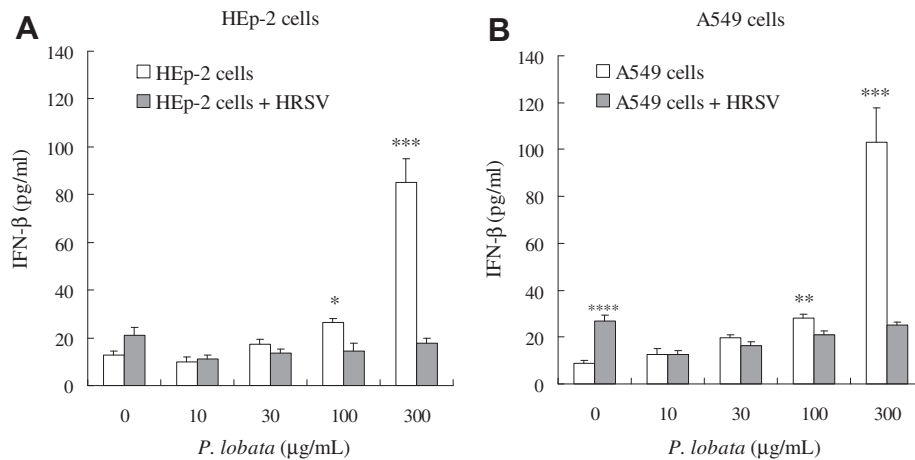 A
HEp-2 cells
140
120
100
80
60
40
20
0
IFN-β (pg/ml)
HEp-2 cells
HEp-2 cells + HRSV
*
***
0 10 30 100 300
P. lobata (μg/mL)
B
A549 cells
140
120
100
80
60
40
20
0
IFN-β (pg/ml)
A549 cells
A549 cells + HRSV
****
**
***
0 10 30 100 300
P. lobata (μg/mL)